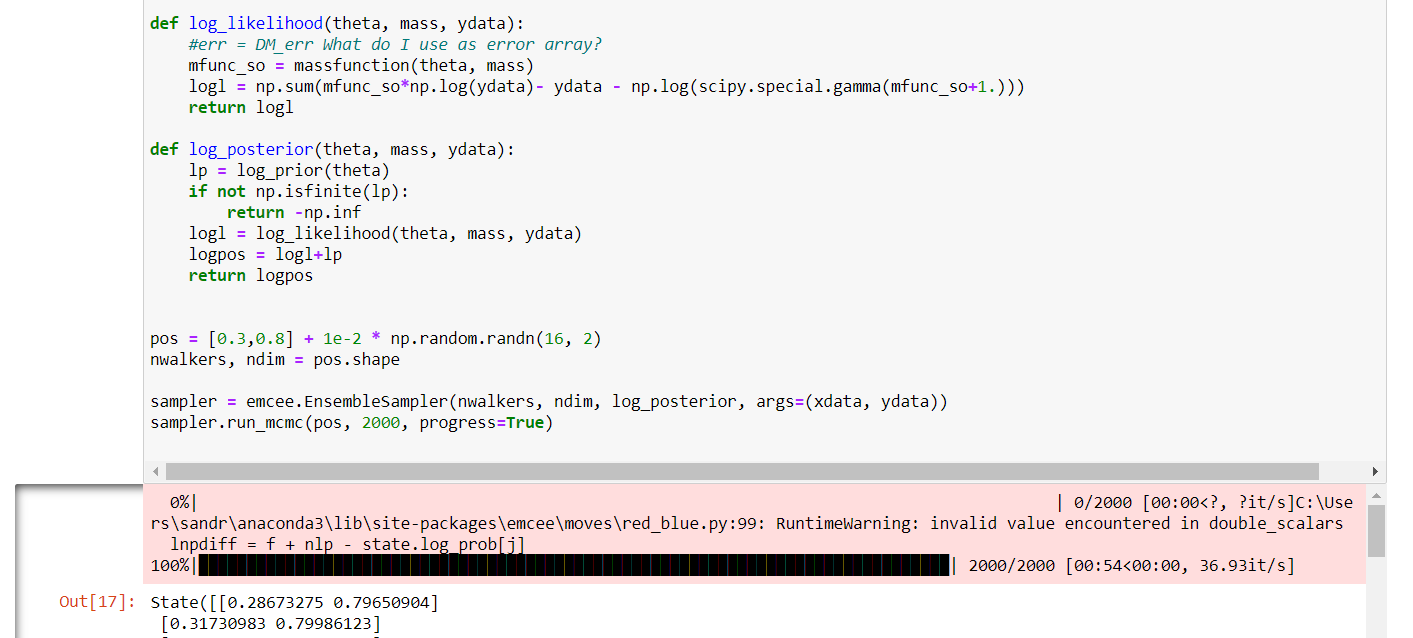 def log_likelihood(theta, mass, ydata):
    #err = DM_err What do I use as error array?
    mfunc_so = massfunction(theta, mass)
    logl = np.sum(mfunc_so*np.log(ydata)- ydata - np.log(scipy.special.gamma(mfunc_so+1.)))
    return logl
def log_posterior(theta, mass, ydata):
    lp = log_prior(theta)
    if not np.isfinite(lp):
        return -np.inf
    logl = log_likelihood(theta, mass, ydata)
    logpos = logl+lp
    return logpos
pos = [0.3,0.8] + 1e-2 * np.random.randn(16, 2)
nwalkers, ndim = pos.shape
sampler = emcee.EnsembleSampler(nwalkers, ndim, log_posterior, args=(xdata, ydata))
sampler.run_mcmc(pos, 2000, progress=True)
  0%|          | 0/2000 [00:00<?, ?it/s]C:\Use
rs\sandr\anaconda3\lib\site-packages\emcee\moves\red_blue.py:99: RuntimeWarning: invalid value encountered in double_scalars
  lnpdiff = f + nlp - state.log_prob[j]
100%|██████████| 2000/2000 [00:54<00:00, 36.93it/s]
Out[17]: State([[0.28673275 0.79650904]
 [0.31730983 0.79986123]